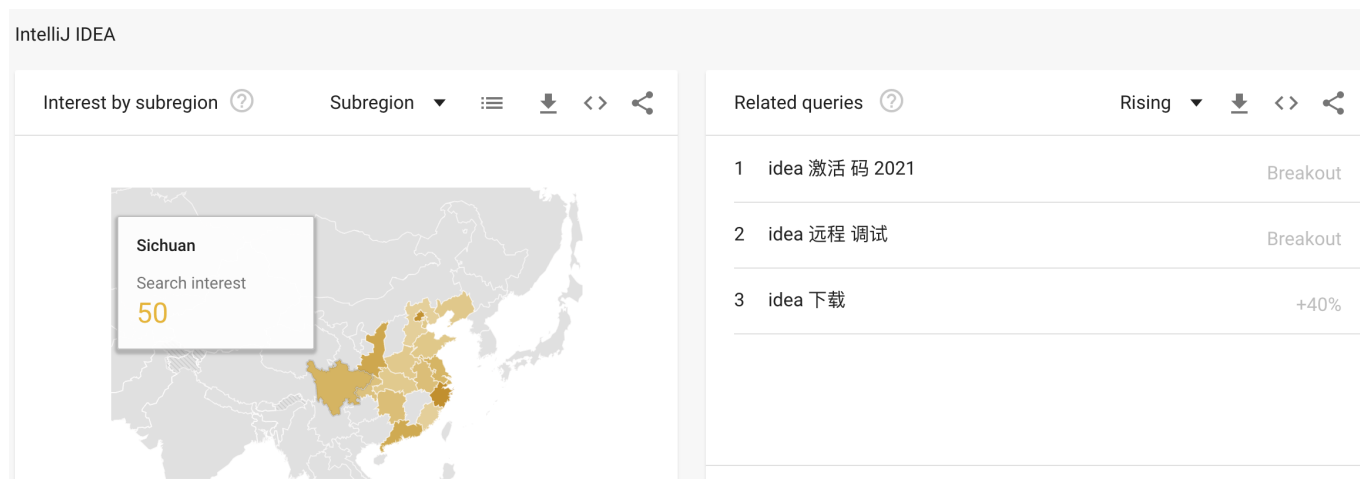 IntelliJ IDEA
Interest by subregion ?
Subregion
Related queries ?
Rising
Sichuan
Search interest
50
1 idea 激活 码 2021 Breakout
2 idea 远程 调试 Breakout
3 idea 下载 +40%